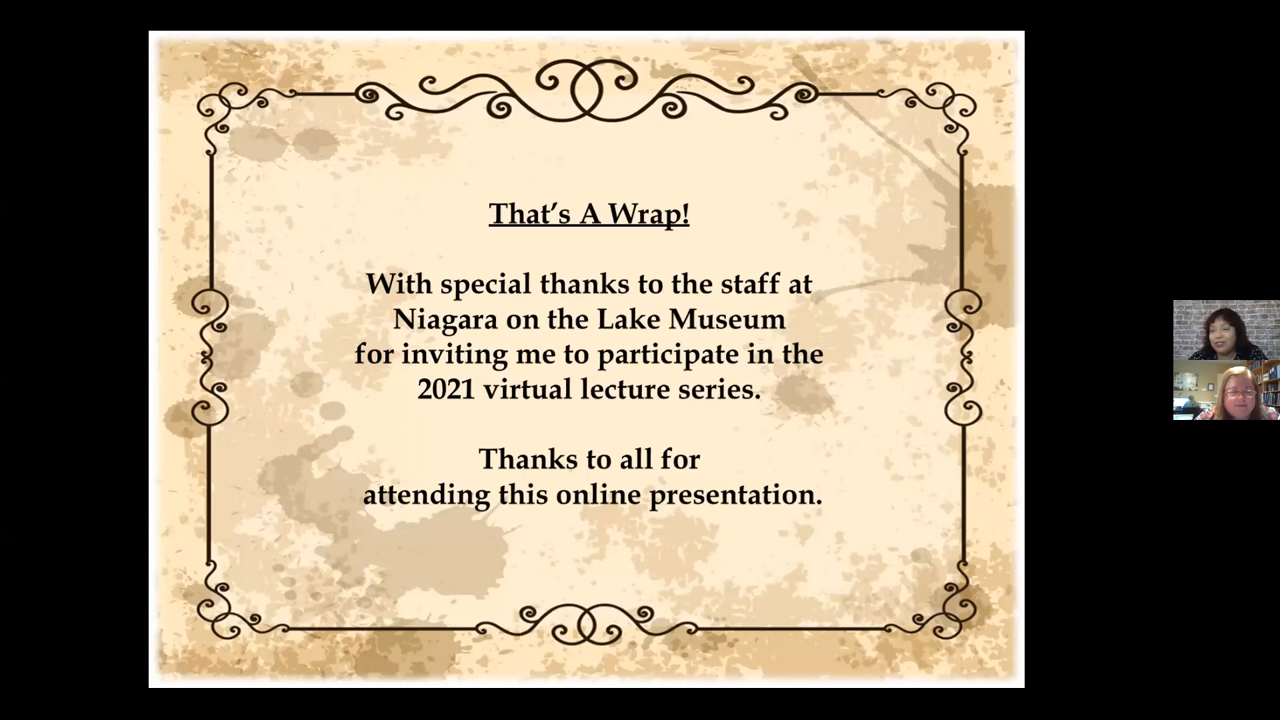 That's A Wrap!
With special thanks to the staff at
Niagara on the Lake Museum
for inviting me to participate in the
2021 virtual lecture series.
Thanks to all for
attending this online presentation.